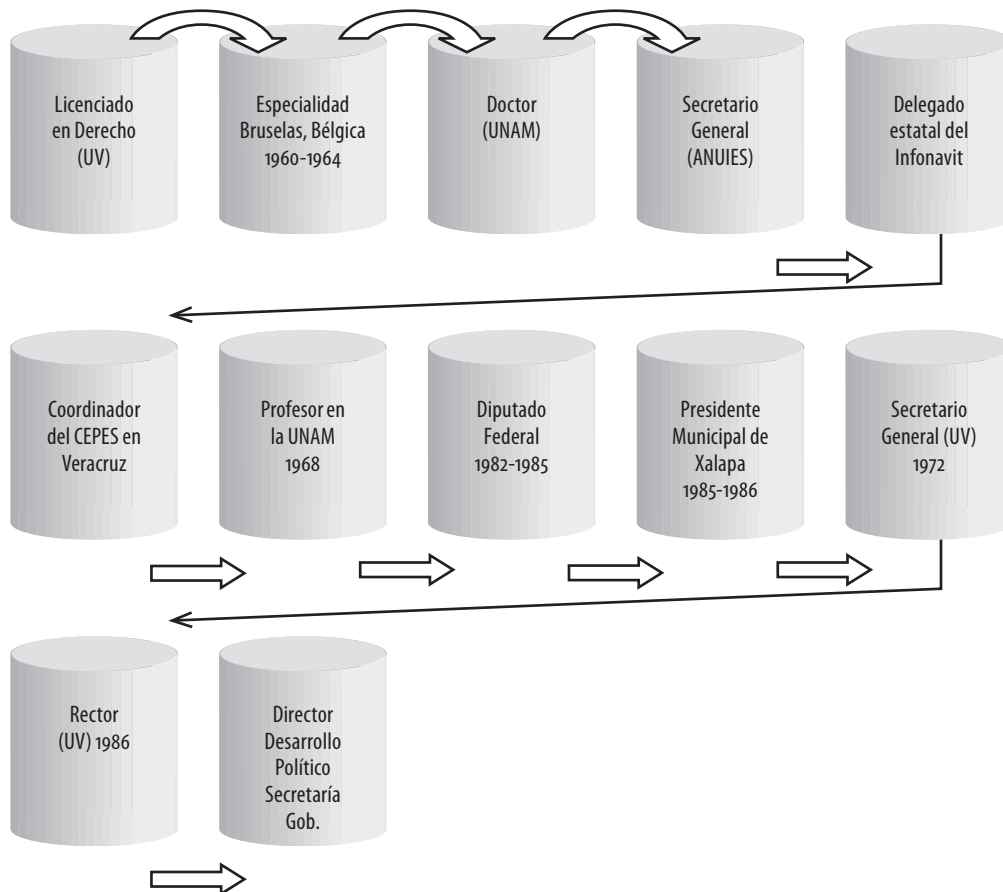 Licenciado
en Derecho
(UV)
Especialidad
Bruselas, Bélgica
1960-1964
Doctor
(UNAM)
Secretario
General
(ANUIES)
Delegado
estatal del
Infonavit
Coordinador
del CEPES en
Veracruz
Profesor en
la UNAM
1968
Diputado
Federal
1982-1985
Presidente
Municipal de
Xalapa
1985-1986
Secretario
General (UV)
1972
Rector
(UV) 1986
Director
Desarrollo
Político
Secretaría
Gob.